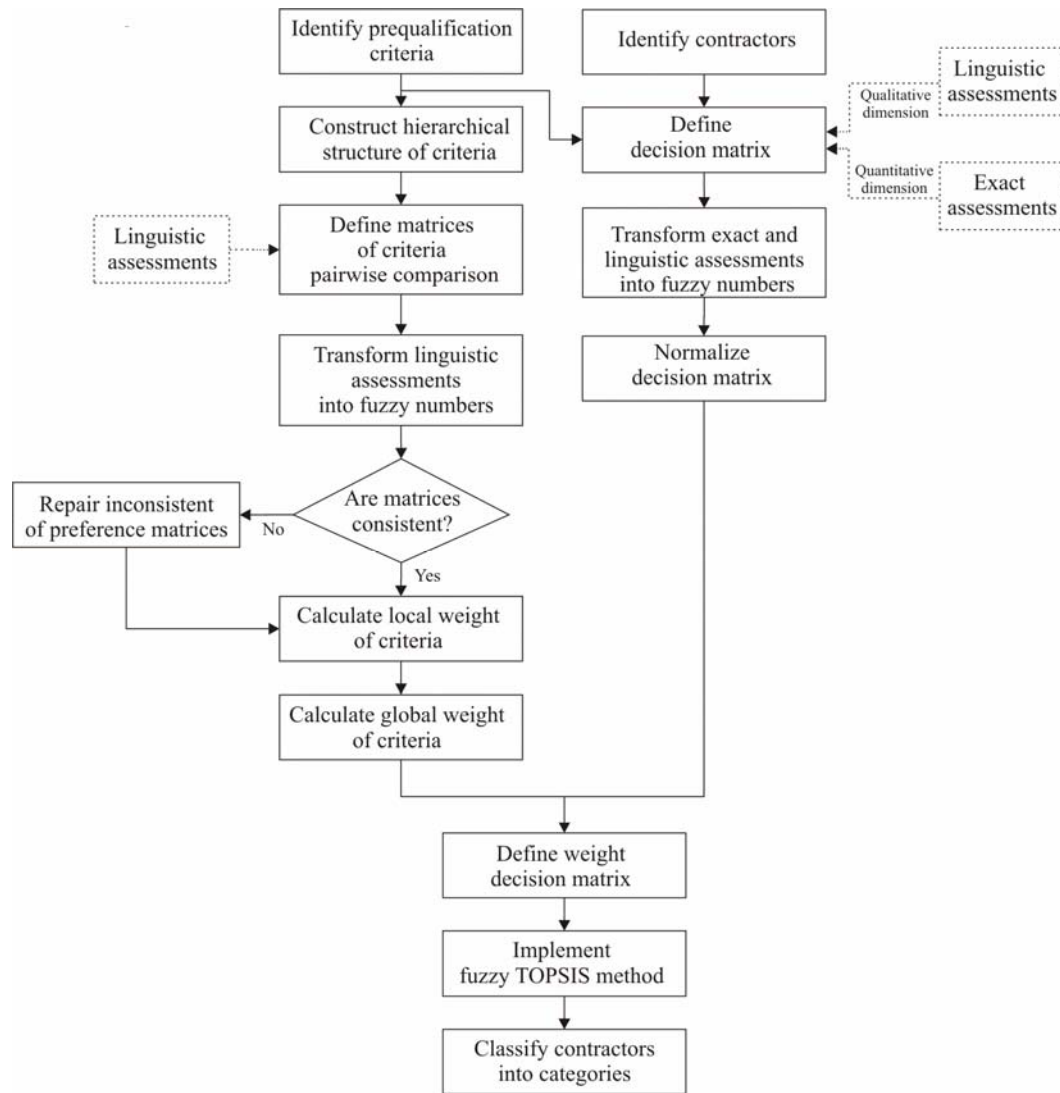 Identify prequalification
criteria
Identify contractors
Linguistic
assessments
Qualitative
dimension
Construct hierarchical
structure of criteria
Define
decision matrix
Quantitative
dimension
Exact
assessments
Linguistic
assessments
Define matrices
of criteria
pairwise comparison
Transform exact and
linguistic assessments
into fuzzy numbers
Transform linguistic
assessments
into fuzzy numbers
Normalize
decision matrix
Repair inconsistent
of preference matrices
No
Are matrices
consistent?
Yes
Calculate local weight
of criteria
Calculate global weight
of criteria
Define weight
decision matrix
Implement
fuzzy TOPSIS method
Classify contractors
into categories